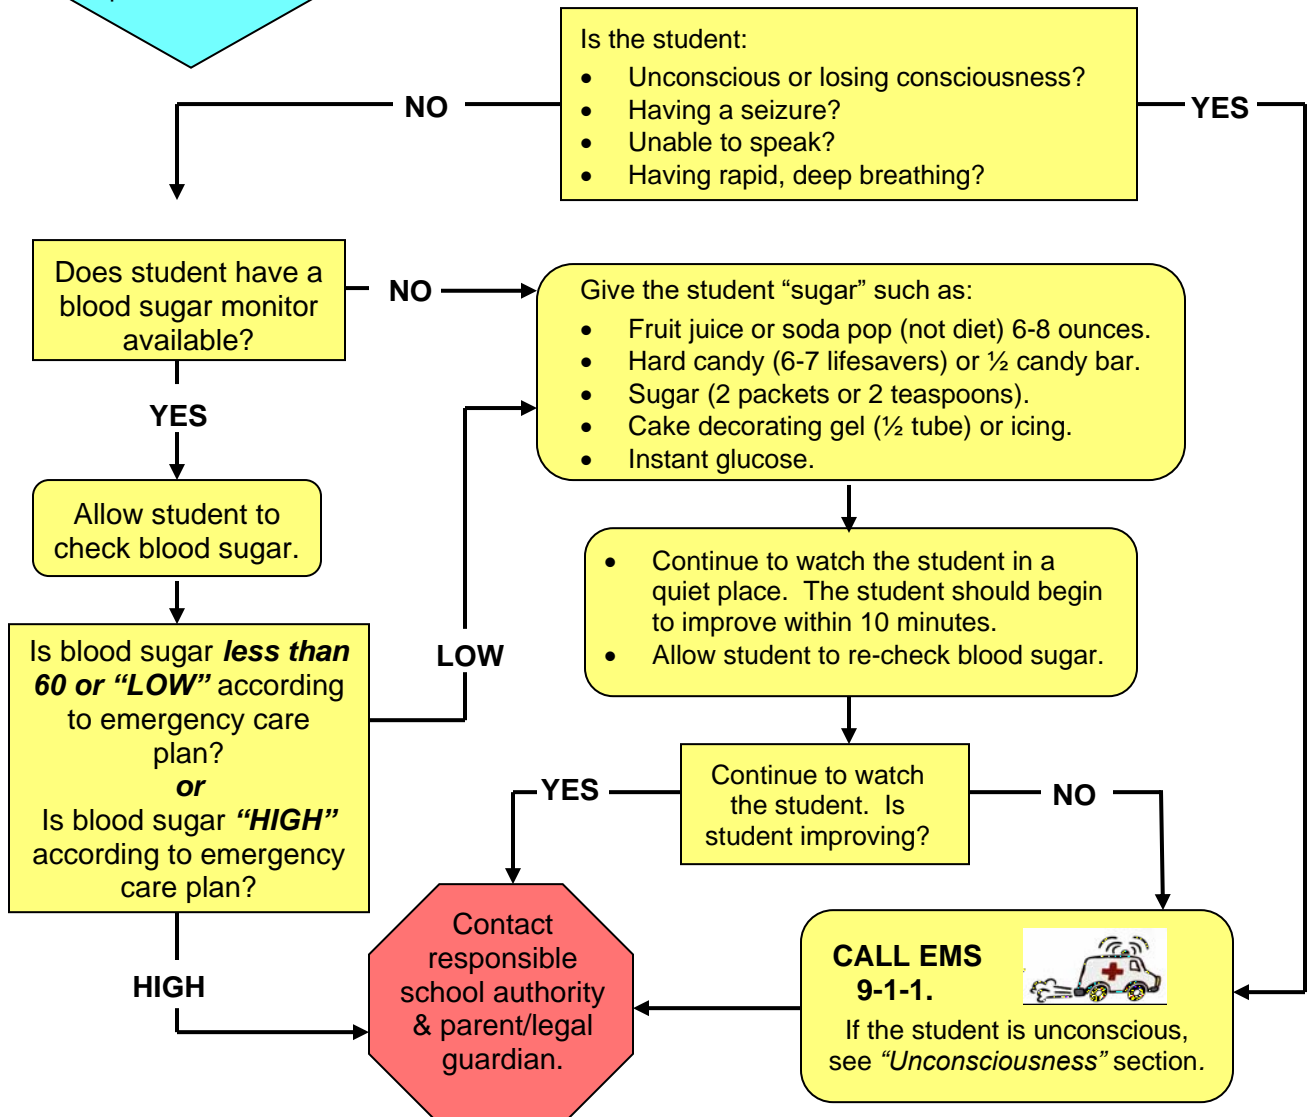 Is the student:
• Unconscious or losing consciousness?
• Having a seizure?
• Unable to speak?
• Having rapid, deep breathing?
NO
YES
Does student have a
blood sugar monitor
available?
NO
YES
Give the student “sugar” such as:
• Fruit juice or soda pop (not diet) 6-8 ounces.
• Hard candy (6-7 lifesavers) or ½ candy bar.
• Sugar (2 packets or 2 teaspoons).
• Cake decorating gel (½ tube) or icing.
• Instant glucose.
Allow student to
check blood sugar.
• Continue to watch the student in a
quiet place. The student should begin
to improve within 10 minutes.
• Allow student to re-check blood sugar.
Is blood sugar less than
60 or “LOW” according
to emergency care
plan?
or
Is blood sugar “HIGH”
according to emergency
care plan?
LOW
HIGH
Continue to watch
the student. Is
student improving?
YES
NO
Contact
responsible
school authority
& parent/legal
guardian.
CALL EMS
9-1-1.
If the student is unconscious,
see “Unconsciousness” section.